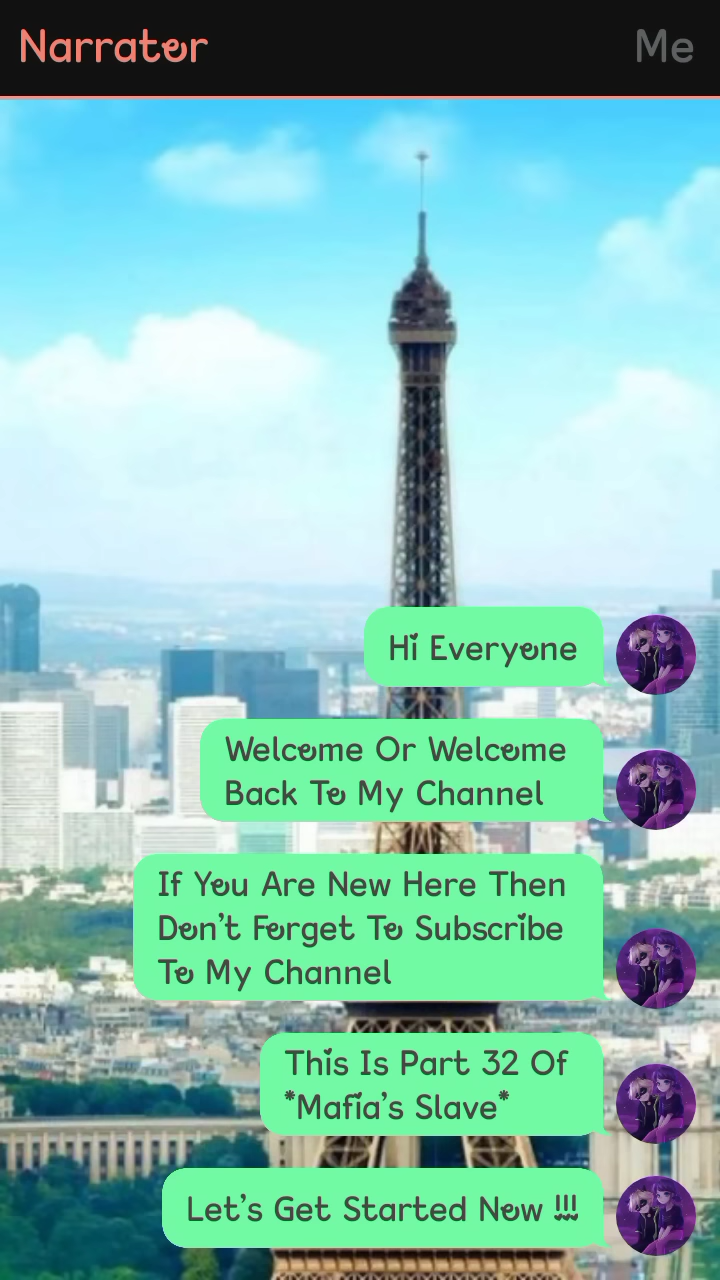 Narrator
Me
Hi Everyone
Welcome Or Welcome
Back To My Channel
If You Are New Here Then
Don't Forget To Subscribe
To My Channel
This Is Part 32 Of
*Mafia's Slave*
Let's Get Started Now !!!